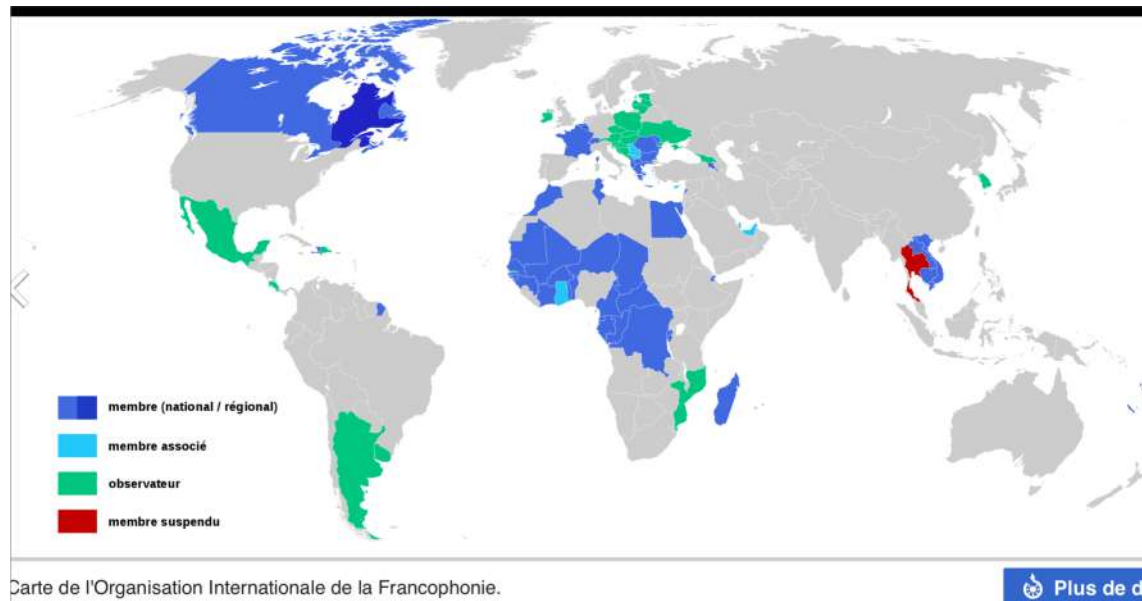 membre (national / régional)
membre associé
observateur
membre suspendu
Carte de l'Organisation Internationale de la Francophonie.
Plus de d